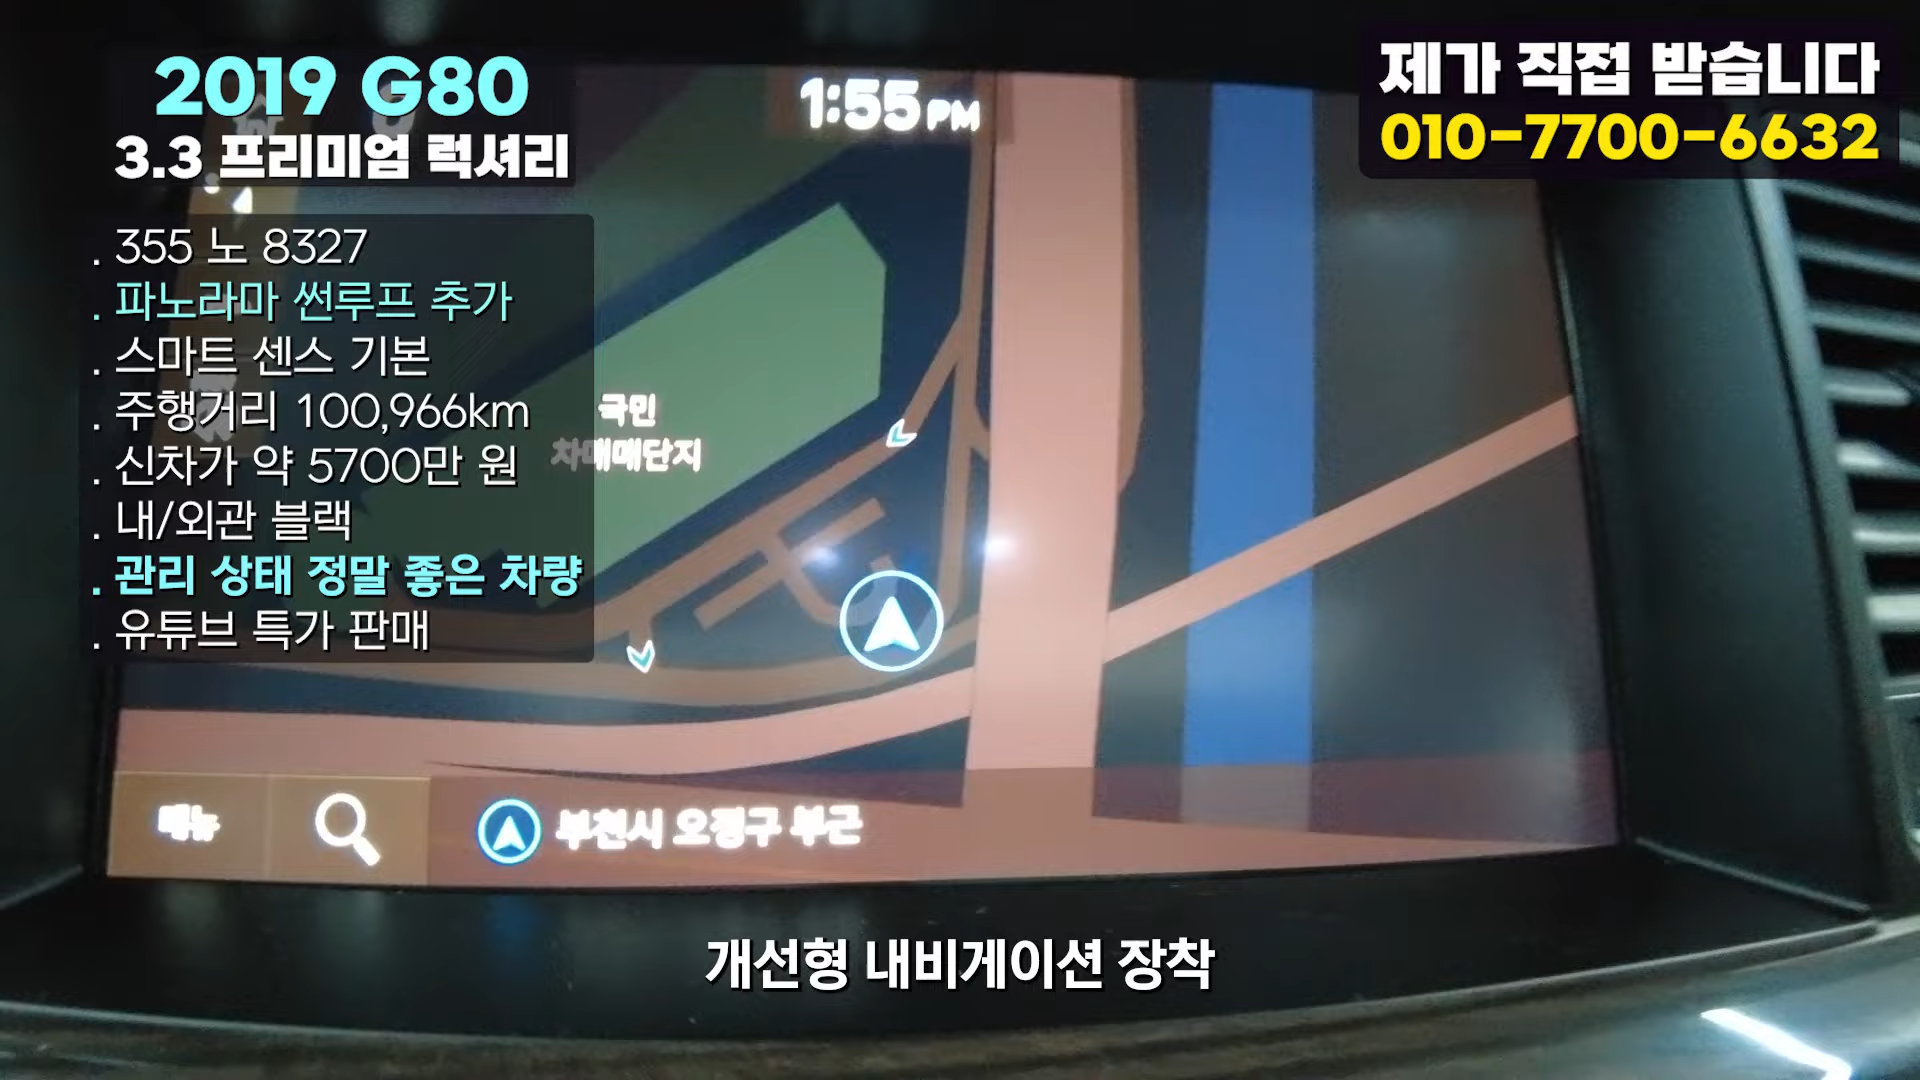 2019 G80
3.3 프리미엄 럭셔리
제가 직접 받습니다
010-7700-6632
1:55 PM
. 355 노 8327
. 파노라마 썬루프 추가
. 스마트 센스 기본
. 주행거리 100,966km
. 신차가 약 5700만 원
. 내/외관 블랙
. 관리 상태 정말 좋은 차량
. 유튜브 특가 판매
국민
차매매단지
메뉴
부천시 오정구 부근
개선형 내비게이션 장착